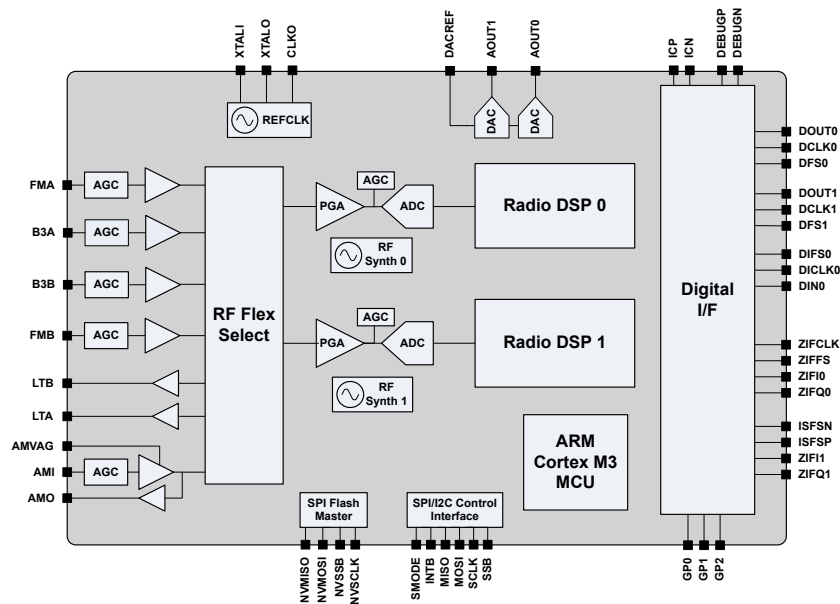 XTALI
XTALO
CLKO
DACREF
AOUT1
AOUT0
ICP
ICN
DEBUGP
DEBUGN
REFCLK
DAC
DAC
FMA
AGC
B3A
AGC
B3B
AGC
FMB
AGC
LTB
LTA
AMVAG
AMI
AGC
AMO
RF Flex
Select
PGA
AGC
ADC
RF
Synth 0
Radio DSP 0
PGA
AGC
ADC
RF
Synth 1
Radio DSP 1
ARM
Cortex M3
MCU
SPI Flash
Master
SPI/I2C Control
Interface
Digital
I/F
DOUT0
DCLK0
DFS0
DOUT1
DCLK1
DFS1
DIFS0
DICLK0
DIN0
ZIFCLK
ZIFFS
ZIFI0
ZIFQ0
ISFSN
ISFSP
ZIFI1
ZIFQ1
NVMISO
NVMOSI
NVSSB
NVSCLK
SMODE
INTB
MISO
MOSI
SCLK
SSB
GP0
GP1
GP2